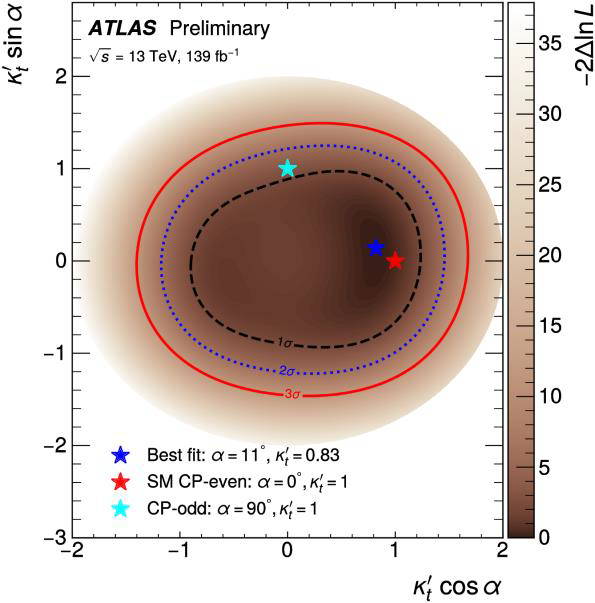 ATLAS Preliminary
√s = 13 TeV, 139 fb⁻¹
κ′ₜ sin α
2
1
0
−1
−2
−3
1σ
2σ
3σ
Best fit: α = 11°, κ′ₜ = 0.83
SM CP-even: α = 0°, κ′ₜ = 1
CP-odd: α = 90°, κ′ₜ = 1
−2 −1 0 1 2
κ′ₜ cos α
−2Δln L
35
30
25
20
15
10
5
0